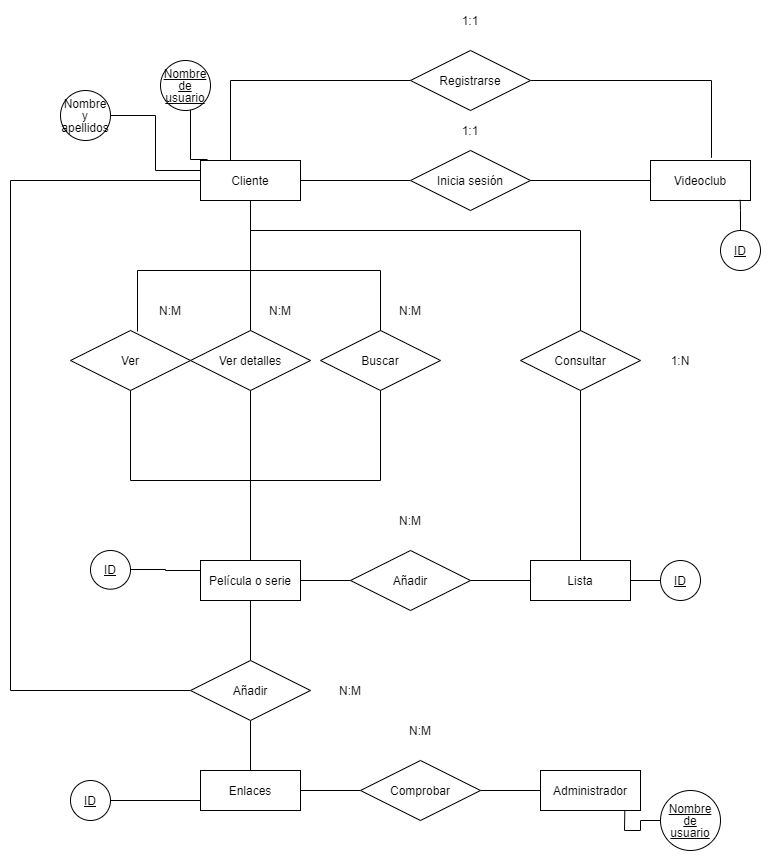 1:1
Registrarse
Nombre
de
usuario
Nombre
y
apellidos
1:1
Cliente
Inicia sesión
Videoclub
ID
N:M
N:M
N:M
Ver
Ver detalles
Buscar
Consultar
1:N
N:M
ID
Película o serie
Añadir
Lista
ID
Añadir
N:M
N:M
ID
Enlaces
Comprobar
Administrador
Nombre
de
usuario